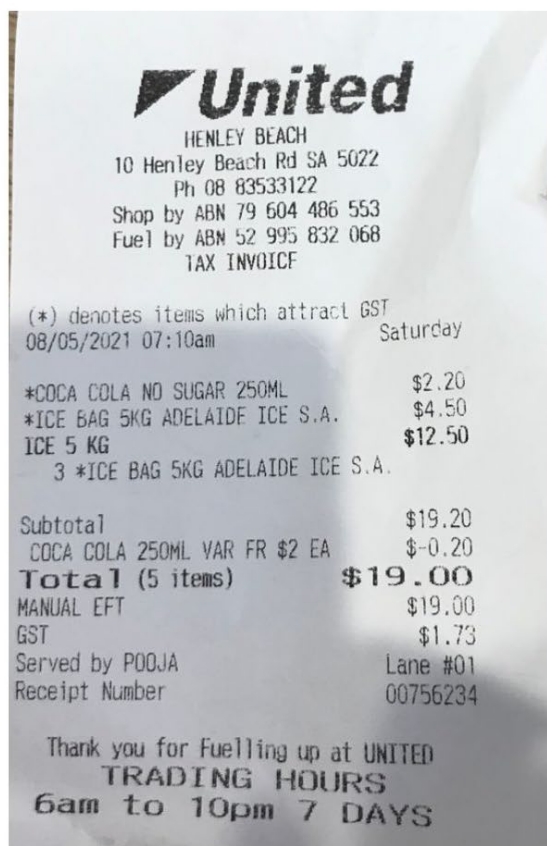 United
HENLEY BEACH
10 Henley Beach Rd SA 5022
Ph 08 83533122
Shop by ABN 79 604 486 553
Fuel by ABN 52 995 832 068
TAX INVOICE
(*) denotes items which attract GST
08/05/2021 07:10am Saturday
*COCA COLA NO SUGAR 250ML $2.20
*ICE BAG 5KG ADELAIDE ICE S.A. $4.50
ICE 5 KG $12.50
3 *ICE BAG 5KG ADELAIDE ICE S.A.
Subtotal $19.20
COCA COLA 250ML VAR FR $2 EA $-0.20
Total (5 items) $19.00
MANUAL EFT $19.00
GST $1.73
Served by POOJA Lane #01
Receipt Number 00756234
Thank you for Fuelling up at UNITED
TRADING HOURS
6am to 10pm 7 DAYS